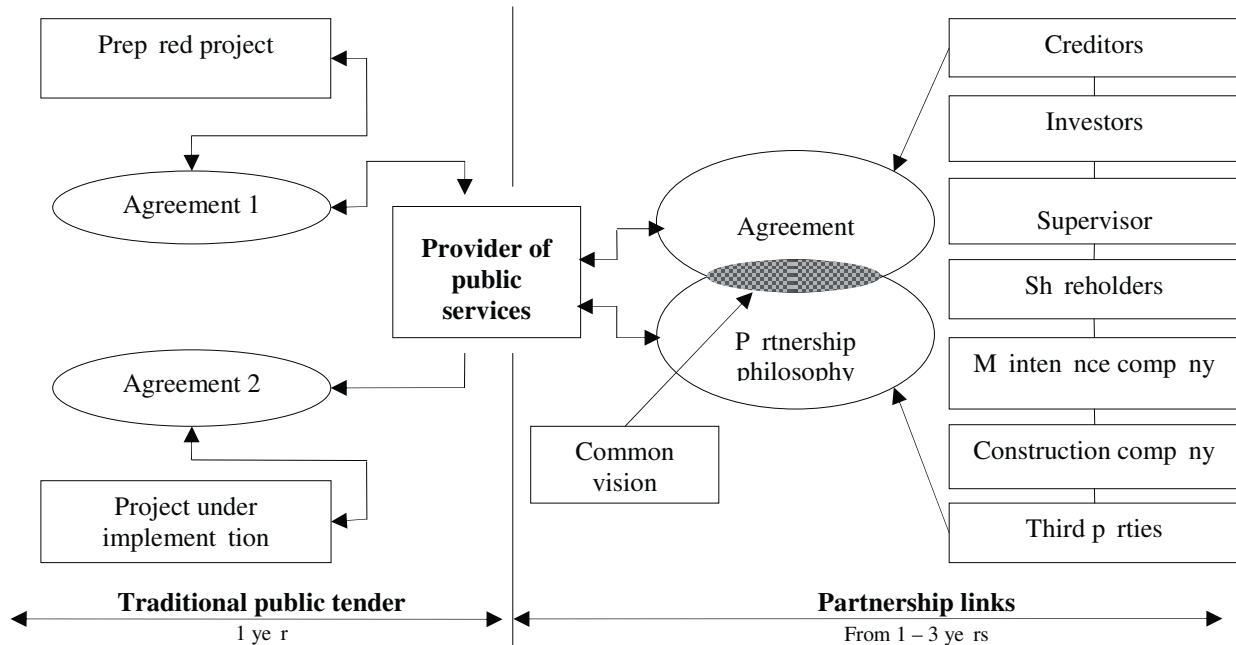 Prep red project
Agreement 1
Agreement 2
Project under
implement tion
Provider of
public
services
Agreement
P rtnership
philosophy
Common
vision
Creditors
Investors
Supervisor
Sh reholders
M inten nce comp ny
Construction comp ny
Third p rties
Traditional public tender
1 ye r
Partnership links
From 1 – 3 ye rs